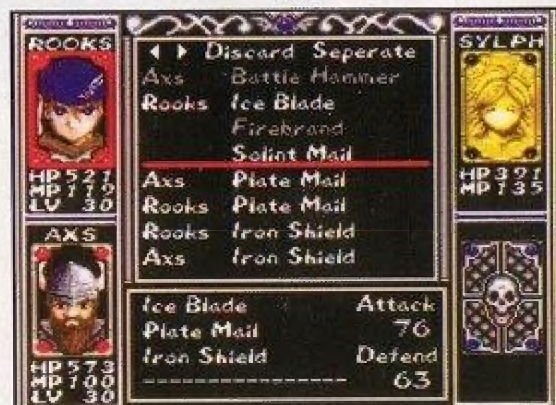 ROOKS
HP 521
MP 119
LV 30
AXS
HP 573
MP 100
LV 30
◄ ► Discard Seperate
Axs Battle Hammer
Rooks Ice Blade
Firebrand
Solint Mail
Axs Plate Mail
Rooks Plate Mail
Rooks Iron Shield
Axs Iron Shield
Ice Blade Attack
Plate Mail 76
Iron Shield Defend
---------------- 63
SYLPH
HP 391
MP 135